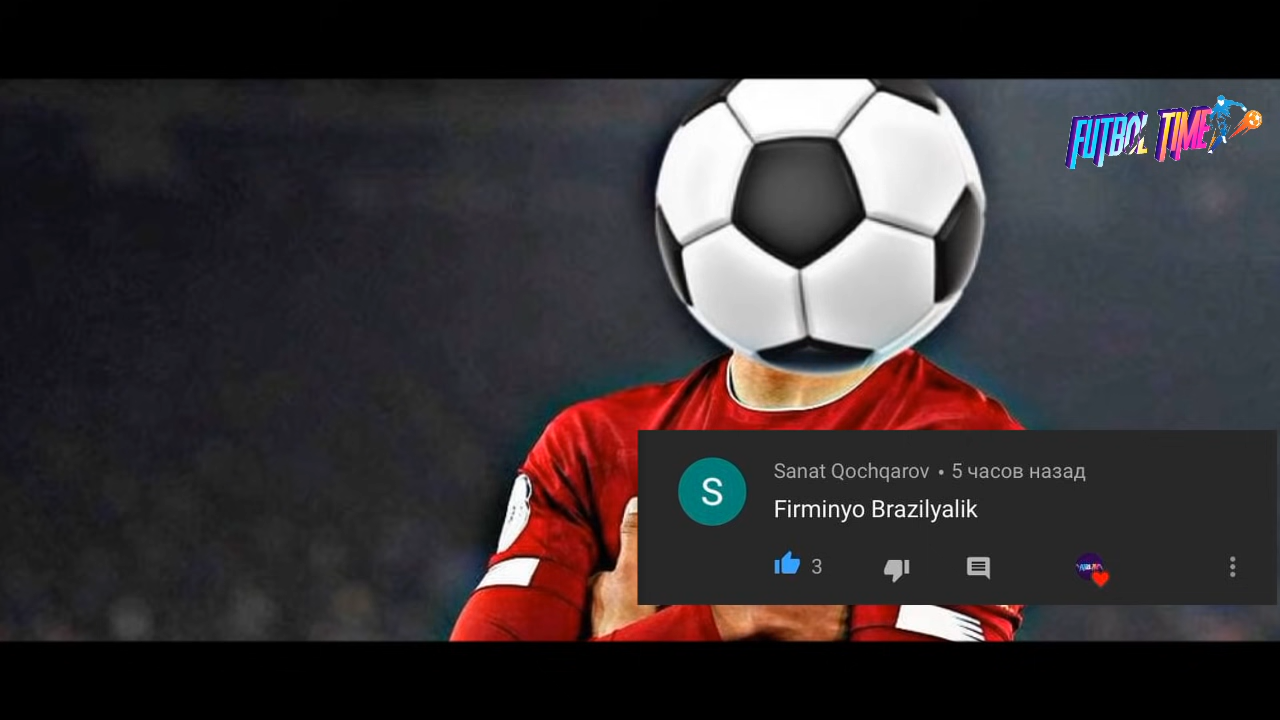 FUTBOL TIME
Sanat Qochqarov • 5 часов назад
S
Firminyo Brazilyalik
3